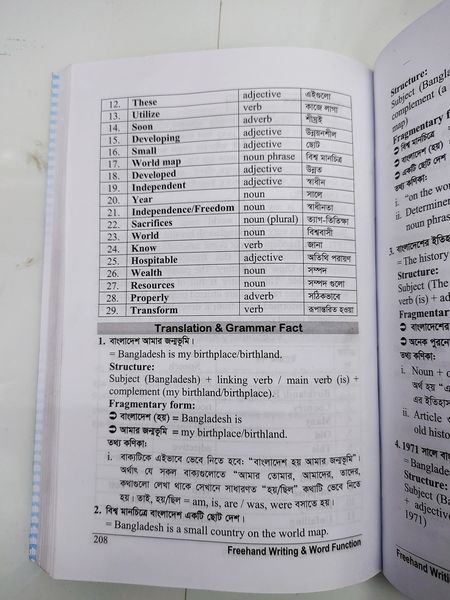 12. These adjective এইগুলো
13. Utilize verb কাজে লাগা
14. Soon adverb শীঘ্রই
15. Developing adjective উন্নয়নশীল
16. Small adjective ছোট
17. World map noun phrase বিশ্ব মানচিত্র
18. Developed adjective উন্নত
19. Independent adjective স্বাধীন
20. Year noun সালে
21. Independence/Freedom noun স্বাধীনতা
22. Sacrifices noun (plural) ত্যাগ-তিতিক্ষা
23. World noun বিশ্ববাসী
24. Know verb জানা
25. Hospitable adjective অতিথি পরায়ণ
26. Wealth noun সম্পদ
27. Resources noun সম্পদ গুলো
28. Properly adverb সঠিকভাবে
29. Transform verb রূপান্তরিত হওয়া
Translation & Grammar Fact
1. বাংলাদেশ আমার জন্মভূমি।
= Bangladesh is my birthplace/birthland.
Structure:
Subject (Bangladesh) + linking verb / main verb (is) +
complement (my birthland/birthplace).
Fragmentary form:
➲ বাংলাদেশ (হয়) = Bangladesh is
➲ আমার জন্মভূমি = my birthplace/birthland.
তথ্য কণিকা:
i. বাক্যটিকে এইভাবে ভেবে নিতে হবে: "বাংলাদেশ হয় আমার জন্মভূমি"।
অর্থাৎ যে সকল বাক্যগুলোতে "আমার তোমার, আমাদের, তাদের,
কথাগুলো লেখা থাকে সেখানে সাধারণত "হয়/ছিল" কথাটি ভেবে নিতে
হয়। তাই, হয়/ছিল = am, is, are / was, were বসাতে হয়।
2. বিশ্ব মানচিত্রে বাংলাদেশ একটি ছোট দেশ।
= Bangladesh is a small country on the world map.
208
Freehand Writing & Word Function
Structure:
Subject (Bangla
complement (a
map)
Fragmentary f
➲ বিশ্ব মানচিত্রে
➲ বাংলাদেশ (হয়)
➲ একটি ছোট দেশ
তথ্য কণিকা:
i. "on the wo
ii. Determiner
noun phras
3. বাংলাদেশের ইতিহ
= The history
Structure:
Subject (The
verb (is) + ad
Fragmentar
➲ বাংলাদেশের
➲ অনেক পুরনো
তথ্য কণিকা:
i. Noun + o
অর্থ হয় "এ
এর ইতিহাস
ii. Article
old histo
4. 1971 সালে বাং
= Banglade
Structure:
Subject (Ba
+ adjective
1971)
Freehand Writi